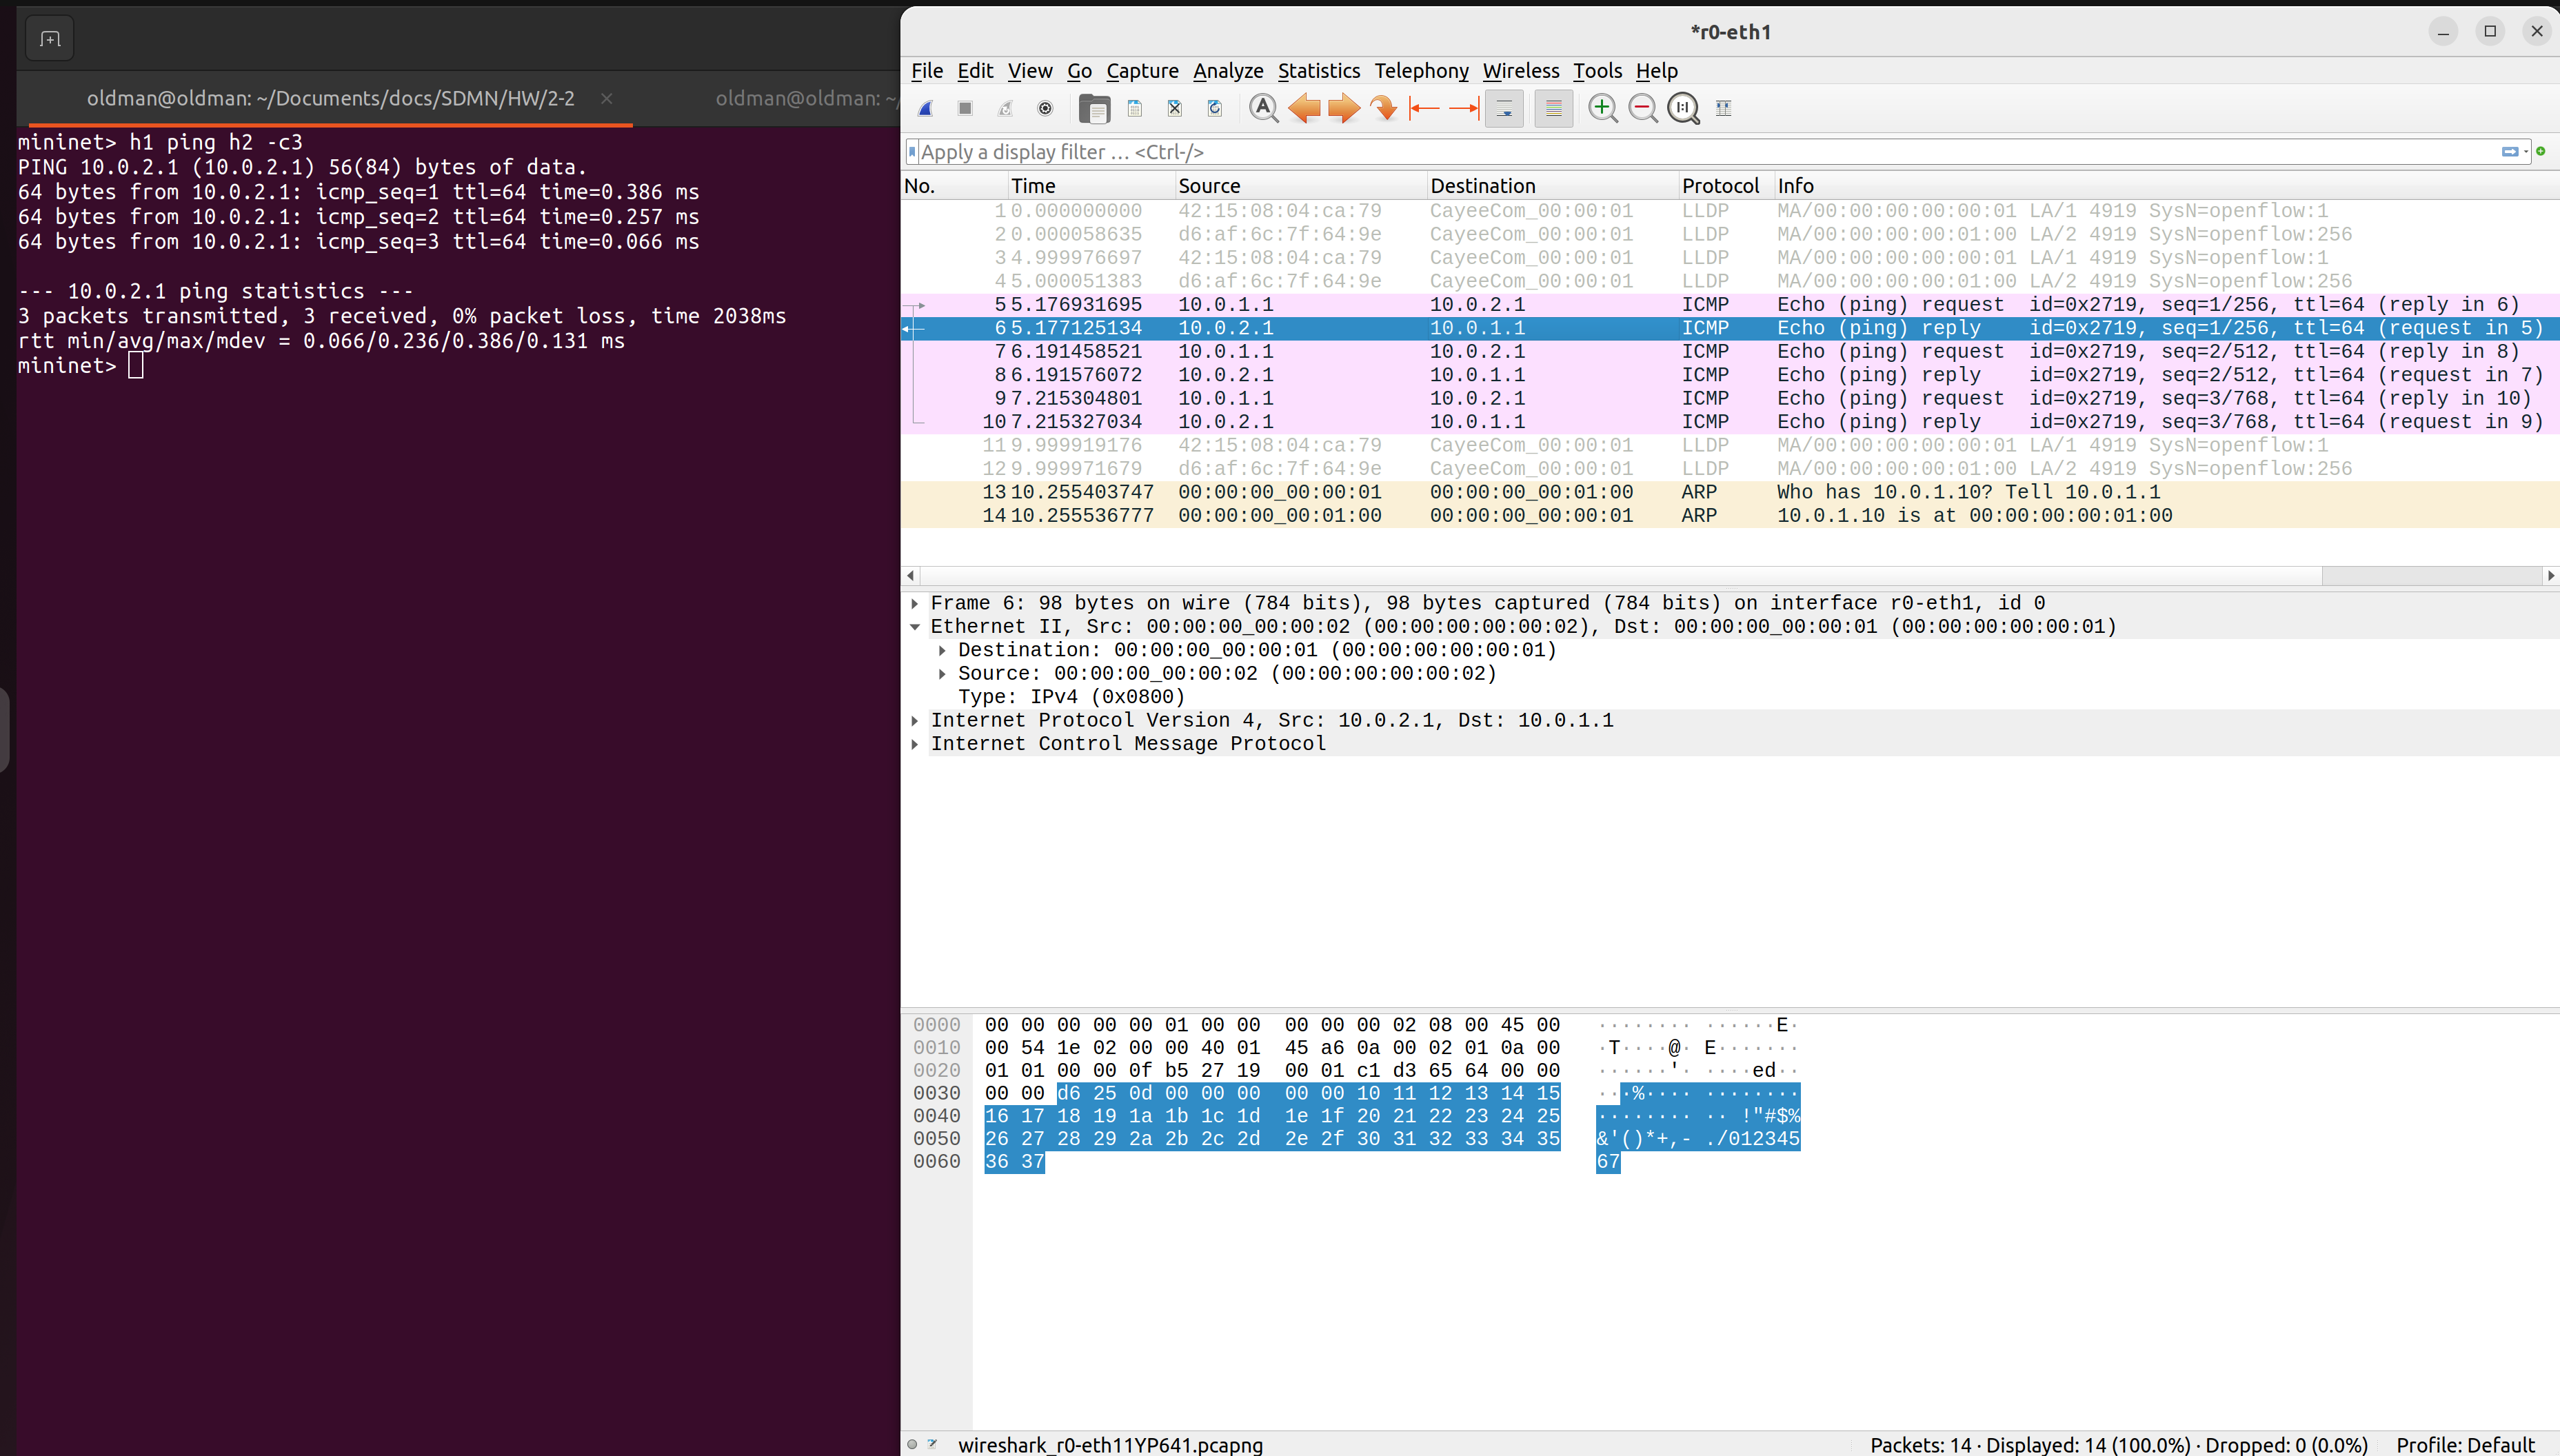 oldman@oldman: ~/Documents/docs/SDMN/HW/2-2
oldman@oldman: ~/
mininet> h1 ping h2 -c3
PING 10.0.2.1 (10.0.2.1) 56(84) bytes of data.
64 bytes from 10.0.2.1: icmp_seq=1 ttl=64 time=0.386 ms
64 bytes from 10.0.2.1: icmp_seq=2 ttl=64 time=0.257 ms
64 bytes from 10.0.2.1: icmp_seq=3 ttl=64 time=0.066 ms
--- 10.0.2.1 ping statistics ---
3 packets transmitted, 3 received, 0% packet loss, time 2038ms
rtt min/avg/max/mdev = 0.066/0.236/0.386/0.131 ms
mininet>
*r0-eth1
File Edit View Go Capture Analyze Statistics Telephony Wireless Tools Help
Apply a display filter … <Ctrl-/>
No. Time Source Destination Protocol Info
1 0.000000000 42:15:08:04:ca:79 CayeeCom_00:00:01 LLDP MA/00:00:00:00:00:01 LA/1 4919 SysN=openflow:1
2 0.000058635 d6:af:6c:7f:64:9e CayeeCom_00:00:01 LLDP MA/00:00:00:00:01:00 LA/2 4919 SysN=openflow:256
3 4.999976697 42:15:08:04:ca:79 CayeeCom_00:00:01 LLDP MA/00:00:00:00:00:01 LA/1 4919 SysN=openflow:1
4 5.000051383 d6:af:6c:7f:64:9e CayeeCom_00:00:01 LLDP MA/00:00:00:00:01:00 LA/2 4919 SysN=openflow:256
5 5.176931695 10.0.1.1 10.0.2.1 ICMP Echo (ping) request id=0x2719, seq=1/256, ttl=64 (reply in 6)
6 5.177125134 10.0.2.1 10.0.1.1 ICMP Echo (ping) reply id=0x2719, seq=1/256, ttl=64 (request in 5)
7 6.191458521 10.0.1.1 10.0.2.1 ICMP Echo (ping) request id=0x2719, seq=2/512, ttl=64 (reply in 8)
8 6.191576072 10.0.2.1 10.0.1.1 ICMP Echo (ping) reply id=0x2719, seq=2/512, ttl=64 (request in 7)
9 7.215304801 10.0.1.1 10.0.2.1 ICMP Echo (ping) request id=0x2719, seq=3/768, ttl=64 (reply in 10)
10 7.215327034 10.0.2.1 10.0.1.1 ICMP Echo (ping) reply id=0x2719, seq=3/768, ttl=64 (request in 9)
11 9.999919176 42:15:08:04:ca:79 CayeeCom_00:00:01 LLDP MA/00:00:00:00:00:01 LA/1 4919 SysN=openflow:1
12 9.999971679 d6:af:6c:7f:64:9e CayeeCom_00:00:01 LLDP MA/00:00:00:00:01:00 LA/2 4919 SysN=openflow:256
13 10.255403747 00:00:00_00:00:01 00:00:00_00:01:00 ARP Who has 10.0.1.10? Tell 10.0.1.1
14 10.255536777 00:00:00_00:01:00 00:00:00_00:00:01 ARP 10.0.1.10 is at 00:00:00:00:01:00
Frame 6: 98 bytes on wire (784 bits), 98 bytes captured (784 bits) on interface r0-eth1, id 0
Ethernet II, Src: 00:00:00_00:00:02 (00:00:00:00:00:02), Dst: 00:00:00_00:00:01 (00:00:00:00:00:01)
Destination: 00:00:00_00:00:01 (00:00:00:00:00:01)
Source: 00:00:00_00:00:02 (00:00:00:00:00:02)
Type: IPv4 (0x0800)
Internet Protocol Version 4, Src: 10.0.2.1, Dst: 10.0.1.1
Internet Control Message Protocol
0000 00 00 00 00 00 01 00 00 00 00 00 02 08 00 45 00 ········ ······E·
0010 00 54 1e 02 00 00 40 01 45 a6 0a 00 02 01 0a 00 ·T····@· E·······
0020 01 01 00 00 0f b5 27 19 00 01 c1 d3 65 64 00 00 ······'· ····ed··
0030 00 00 d6 25 0d 00 00 00 00 00 10 11 12 13 14 15 ···%···· ········
0040 16 17 18 19 1a 1b 1c 1d 1e 1f 20 21 22 23 24 25 ········ ·· !"#$%
0050 26 27 28 29 2a 2b 2c 2d 2e 2f 30 31 32 33 34 35 &'()*+,- ./012345
0060 36 37 67
wireshark_r0-eth11YP641.pcapng
Packets: 14 · Displayed: 14 (100.0%) · Dropped: 0 (0.0%)
Profile: Default